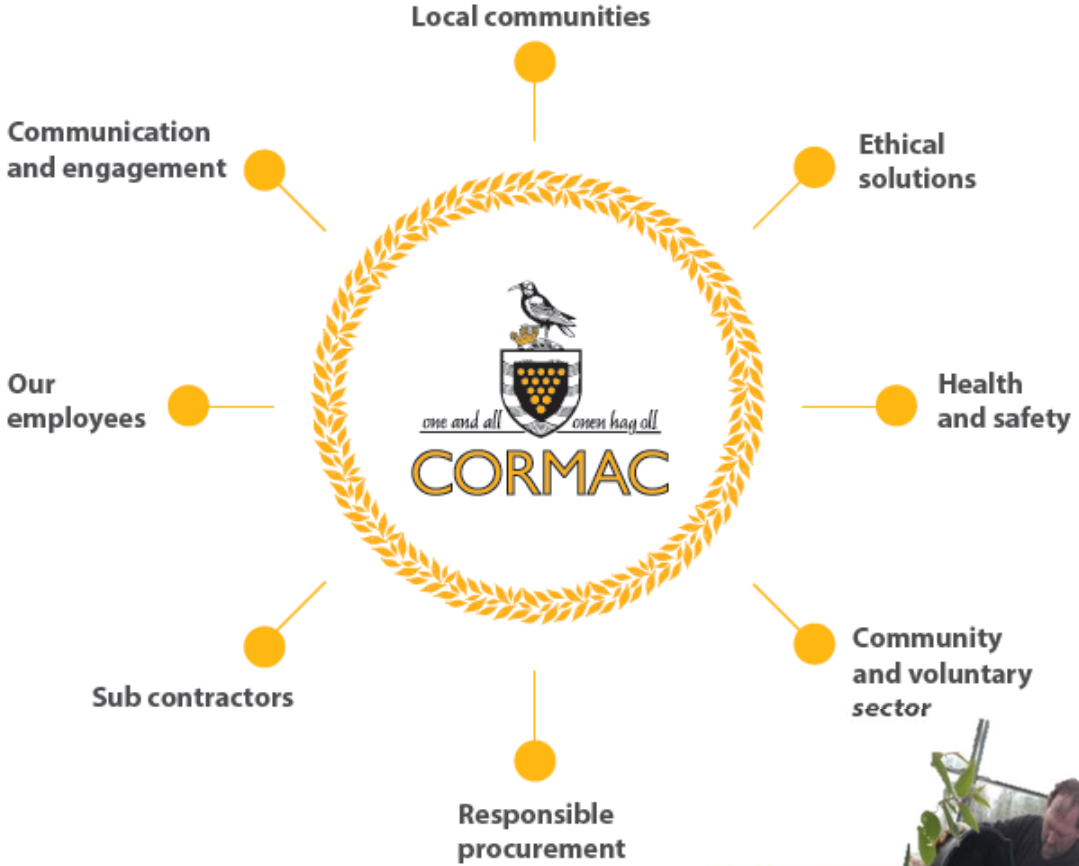 Local communities
Communication
and engagement
Ethical
solutions
Our
employees
one and all
onen hag oll
CORMAC
Health
and safety
Sub contractors
Community
and voluntary
sector
Responsible
procurement